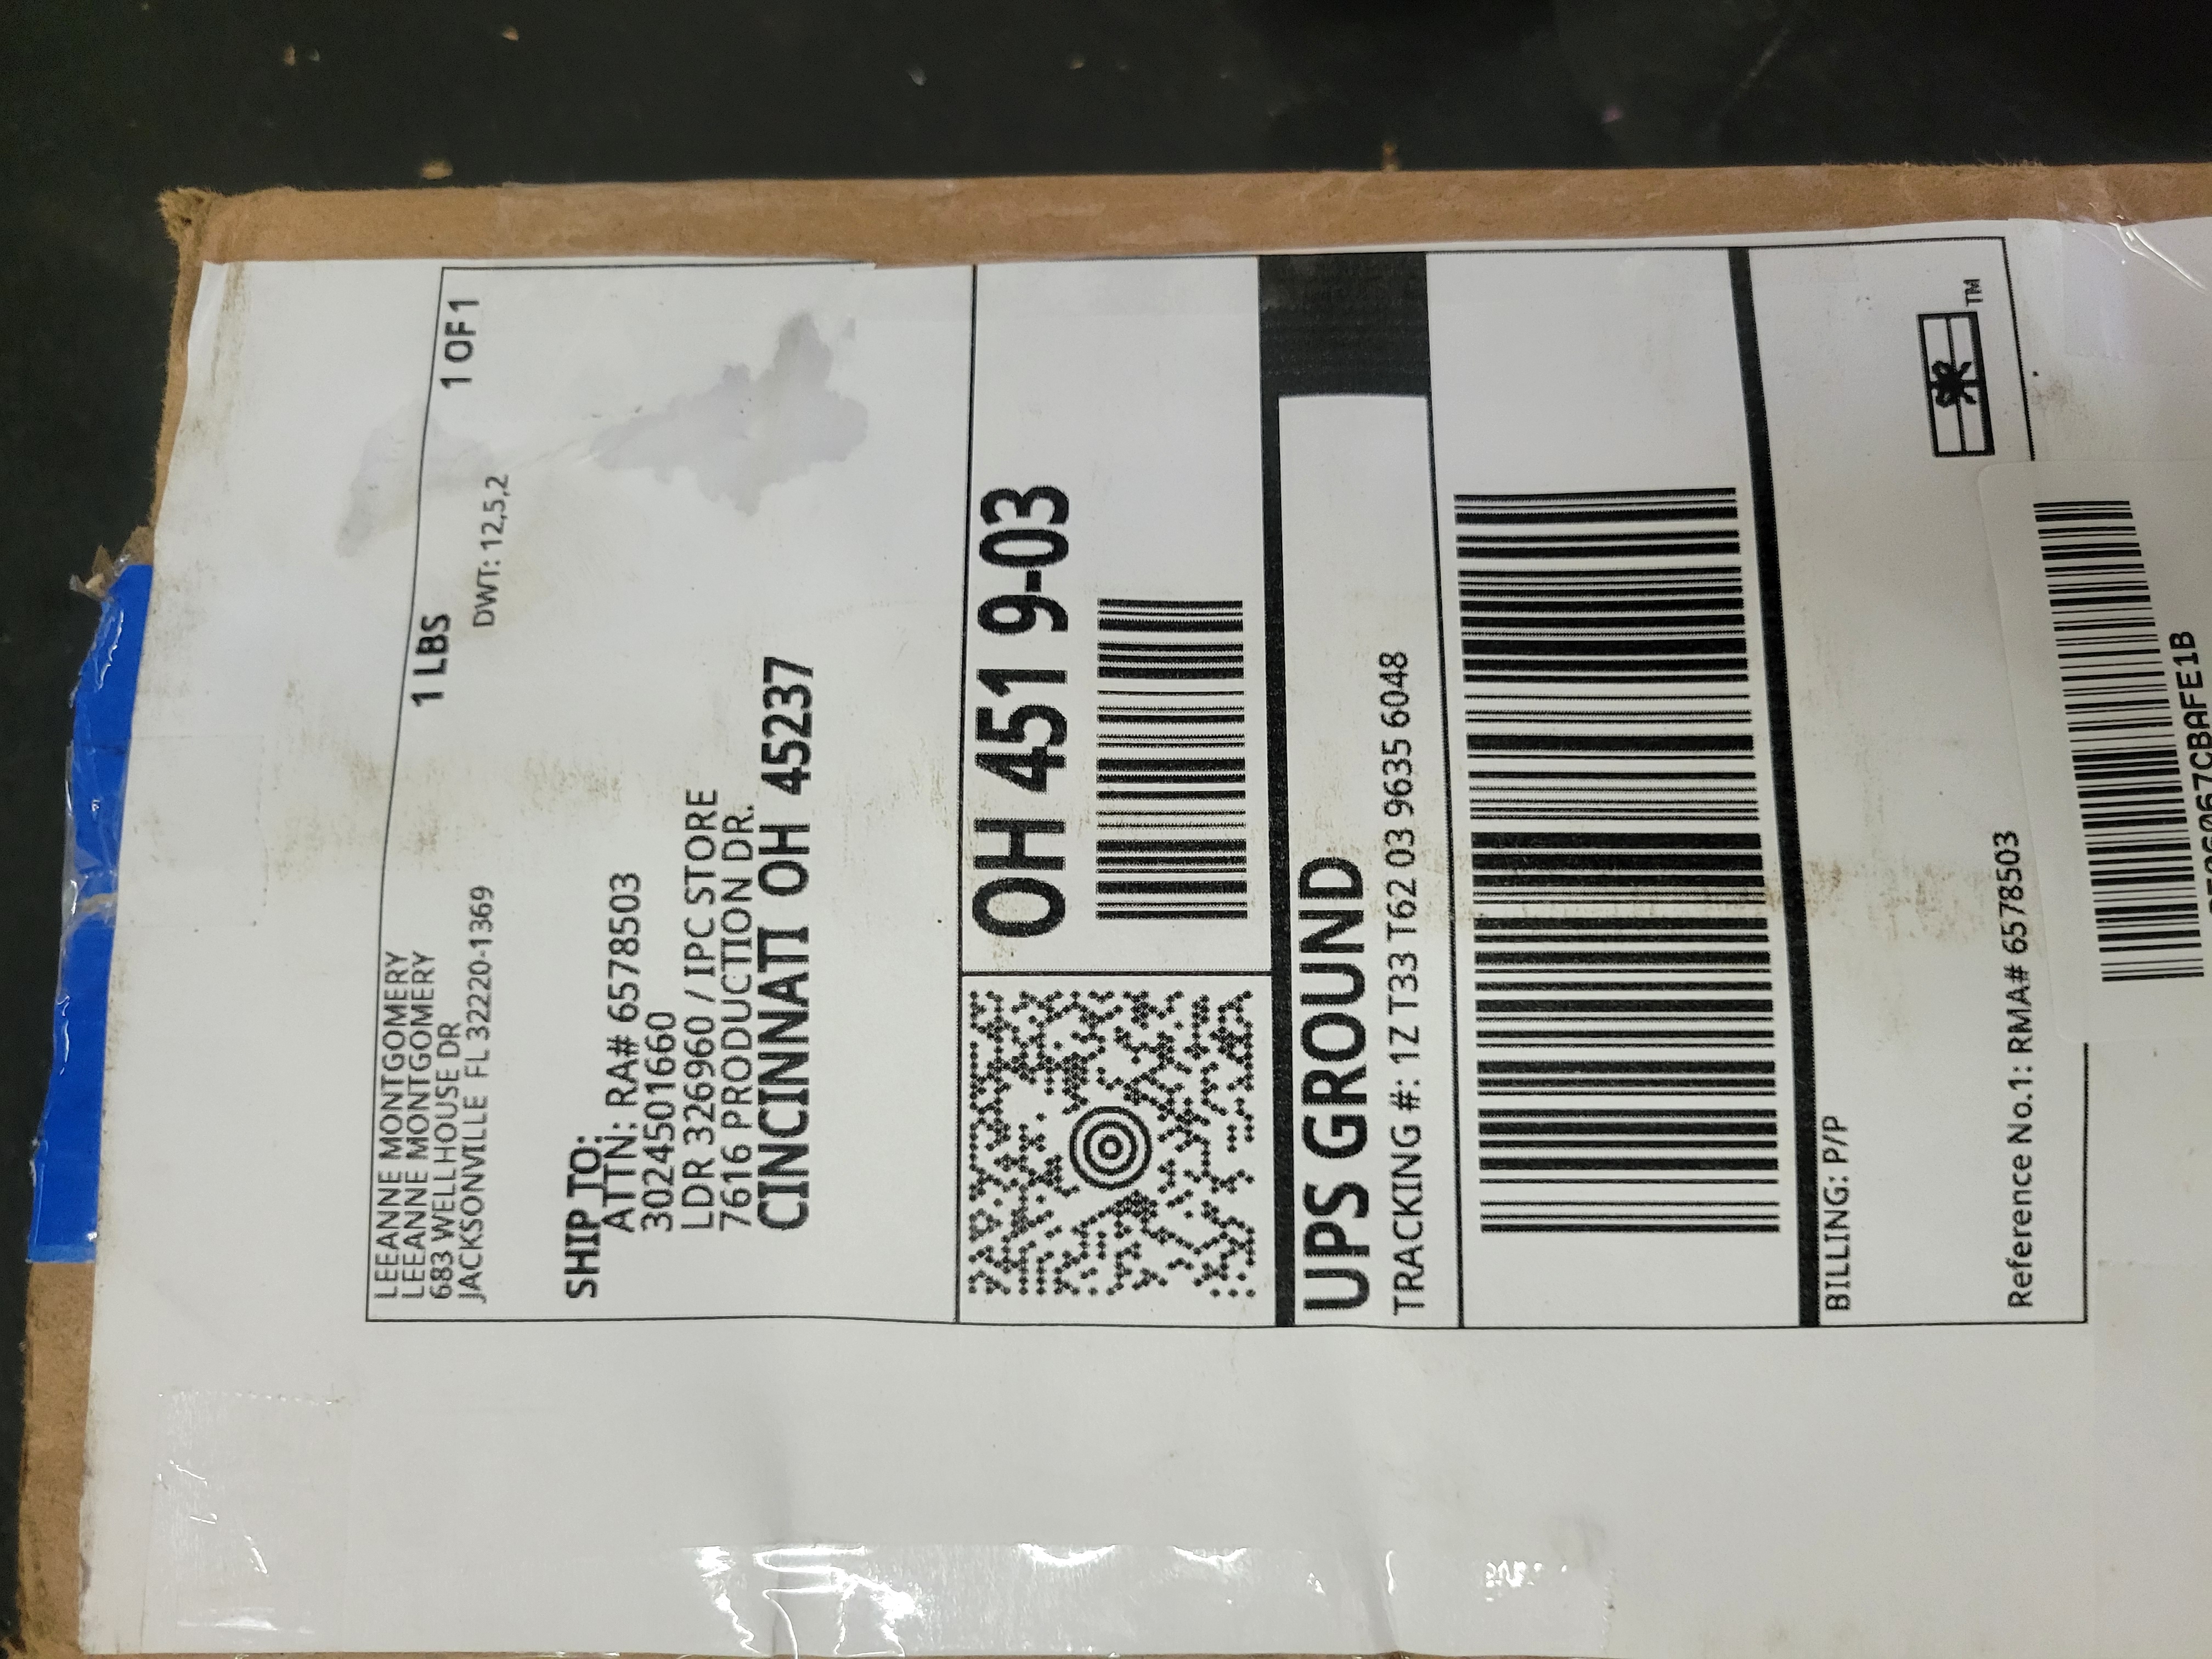 LEEANNE MONTGOMERY
LEEANNE MONTGOMERY
683 WELLHOUSE DR
JACKSONVILLE FL 32220-1369
1 LBS
1 OF 1
DWT: 12,5,2
SHIP TO:
ATTN: RA# 6578503
3024501660
LDR 326960 / IPC STORE
7616 PRODUCTION DR.
CINCINNATI OH 45237
OH 451 9-03
UPS GROUND
TRACKING #: 1Z T33 T62 03 9635 6048
BILLING: P/P
Reference No.1: RMA# 6578503
TM